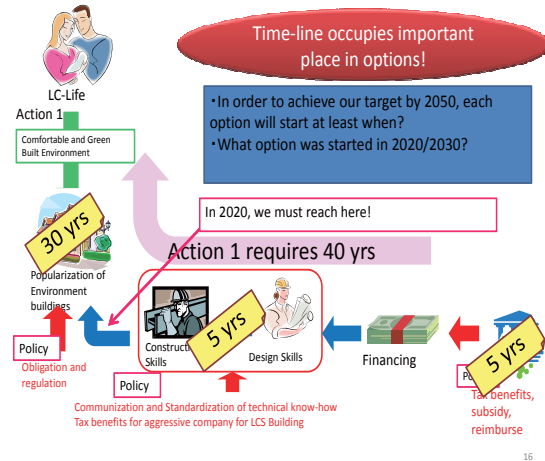 Time-line occupies important
place in options!
LC-Life
Action 1
Comfortable and Green
Built Environment
・In order to achieve our target by 2050, each
option will start at least when?
・What option was started in 2020/2030?
In 2020, we must reach here!
30 yrs
Action 1 requires 40 yrs
Popularization of
Environment
buildings
5 yrs
Skills
Design Skills
Financing
5 yrs
Policy
Obligation and
regulation
Policy
Communization and Standardization of technical know-how
Tax benefits for aggressive company for LCS Building
Tax benefits,
subsidy,
reimburse
16